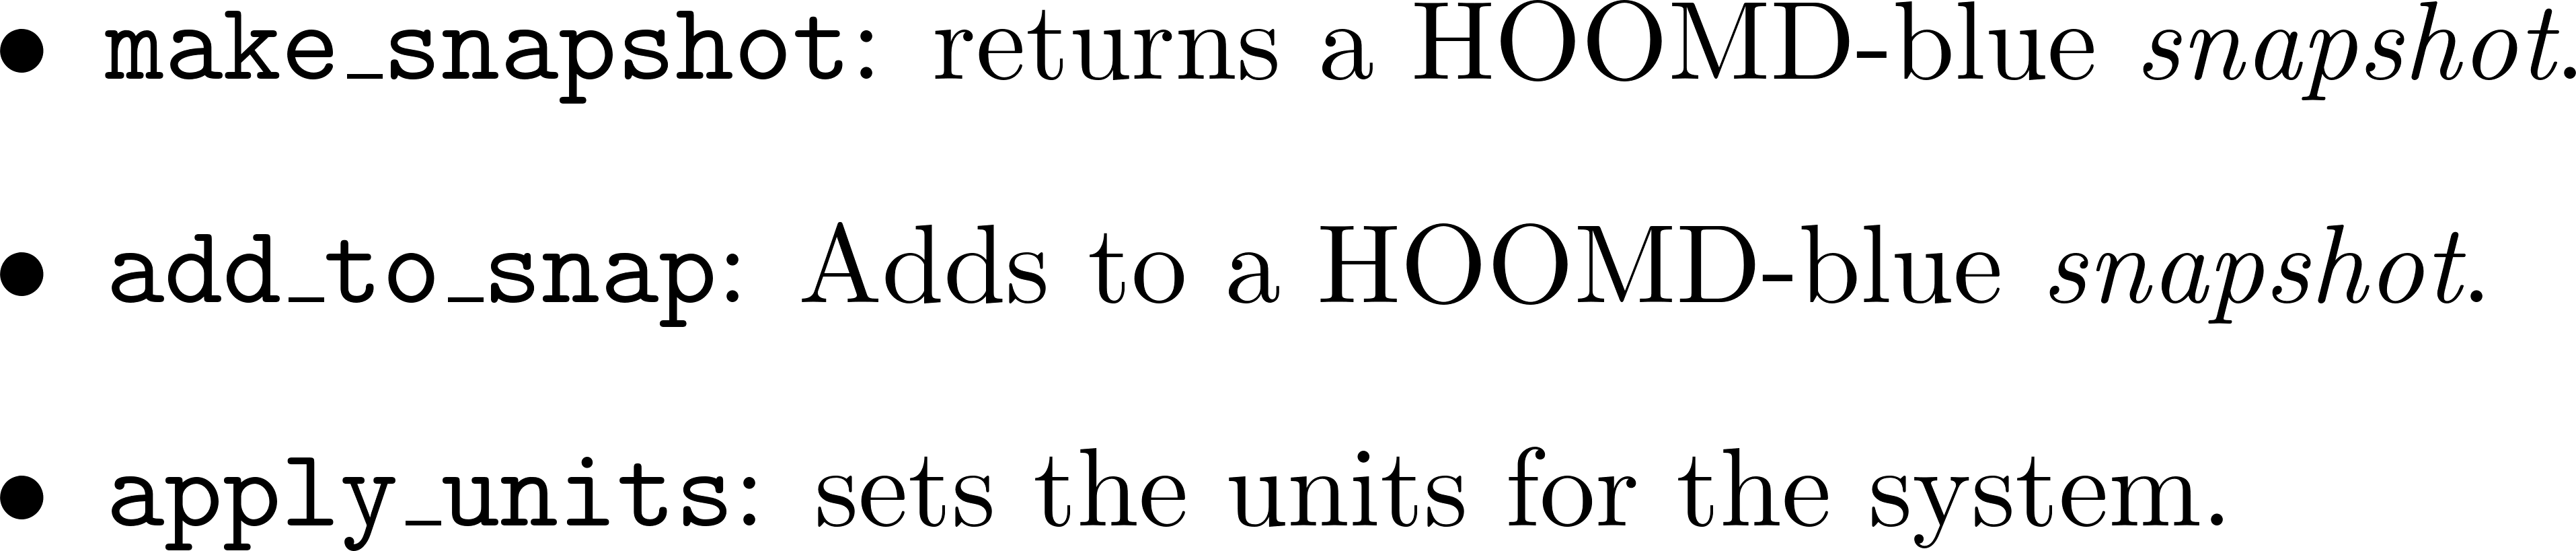 • make_snapshot: returns a HOOMD-blue snapshot.
• add_to_snap: Adds to a HOOMD-blue snapshot.
• apply_units: sets the units for the system.